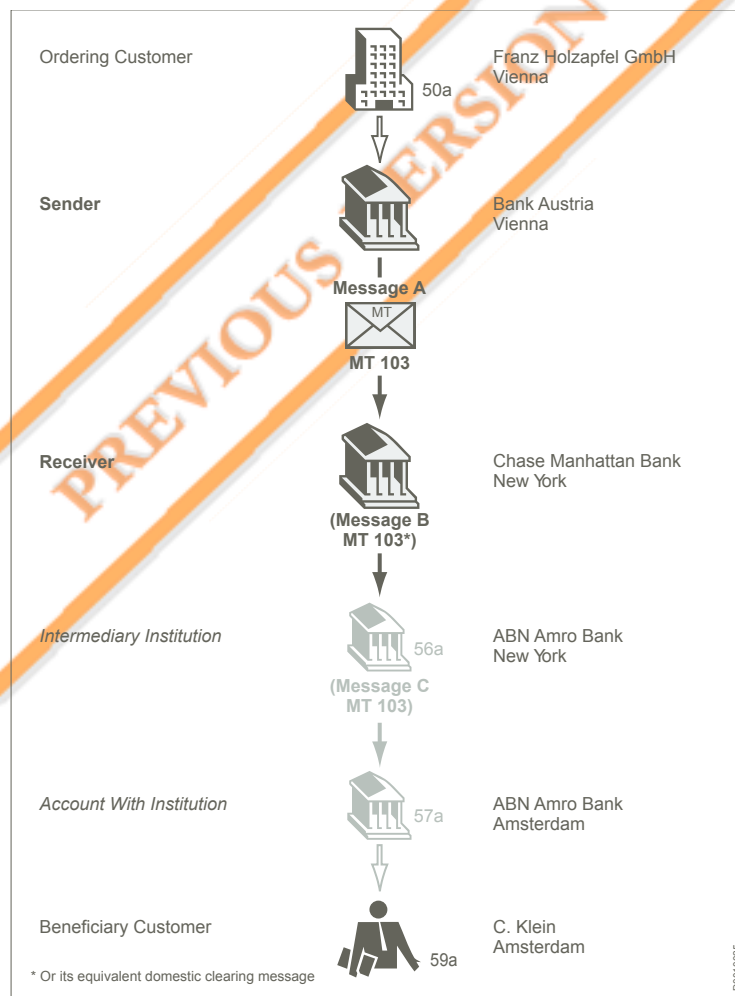 Ordering Customer
50a
Franz Holzapfel GmbH
Vienna
Sender
Bank Austria
Vienna
Message A
MT
MT 103
Receiver
Chase Manhattan Bank
New York
(Message B
MT 103*)
Intermediary Institution
56a
ABN Amro Bank
New York
(Message C
MT 103)
Account With Institution
57a
ABN Amro Bank
Amsterdam
Beneficiary Customer
59a
C. Klein
Amsterdam
* Or its equivalent domestic clearing message
PREVIOUS VERSION